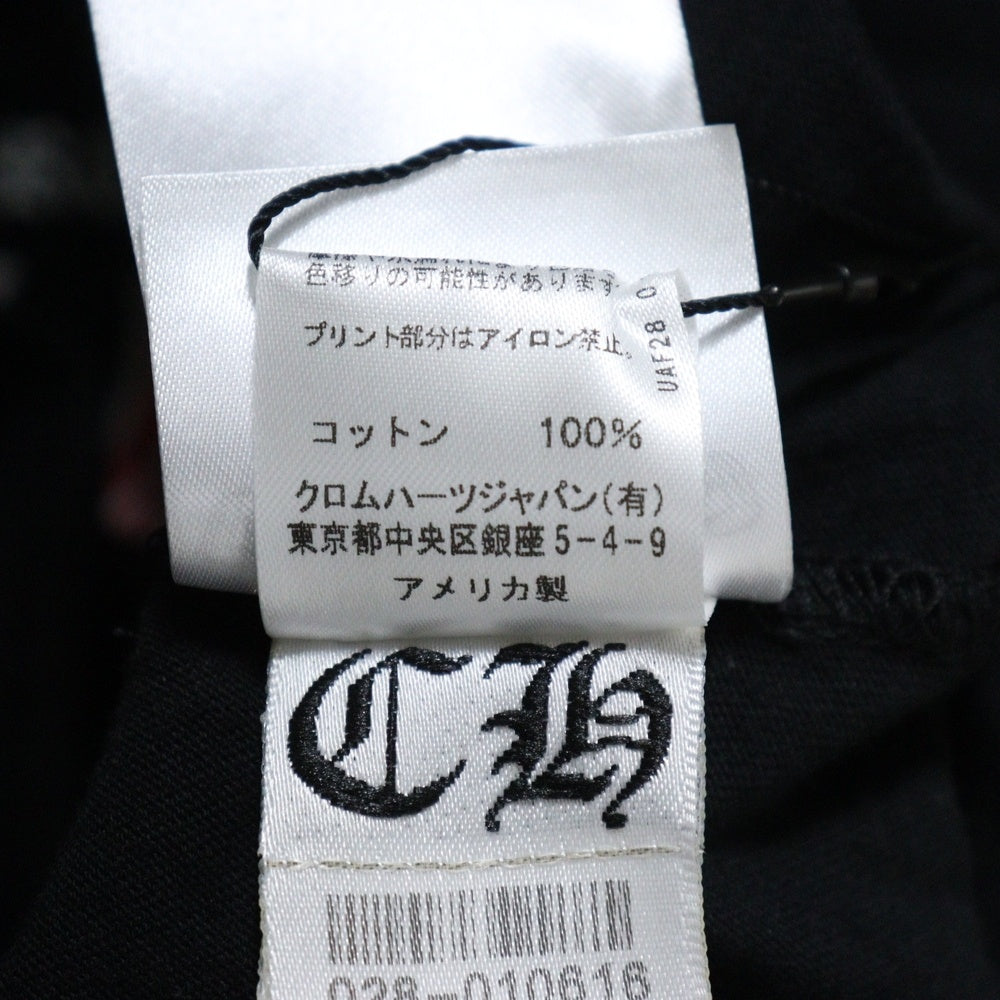 色移りの可能性があります
プリント部分はアイロン禁止。
UAF28
コットン 100%
クロムハーツジャパン(有)
東京都中央区銀座5-4-9
アメリカ製
CH
028-010616